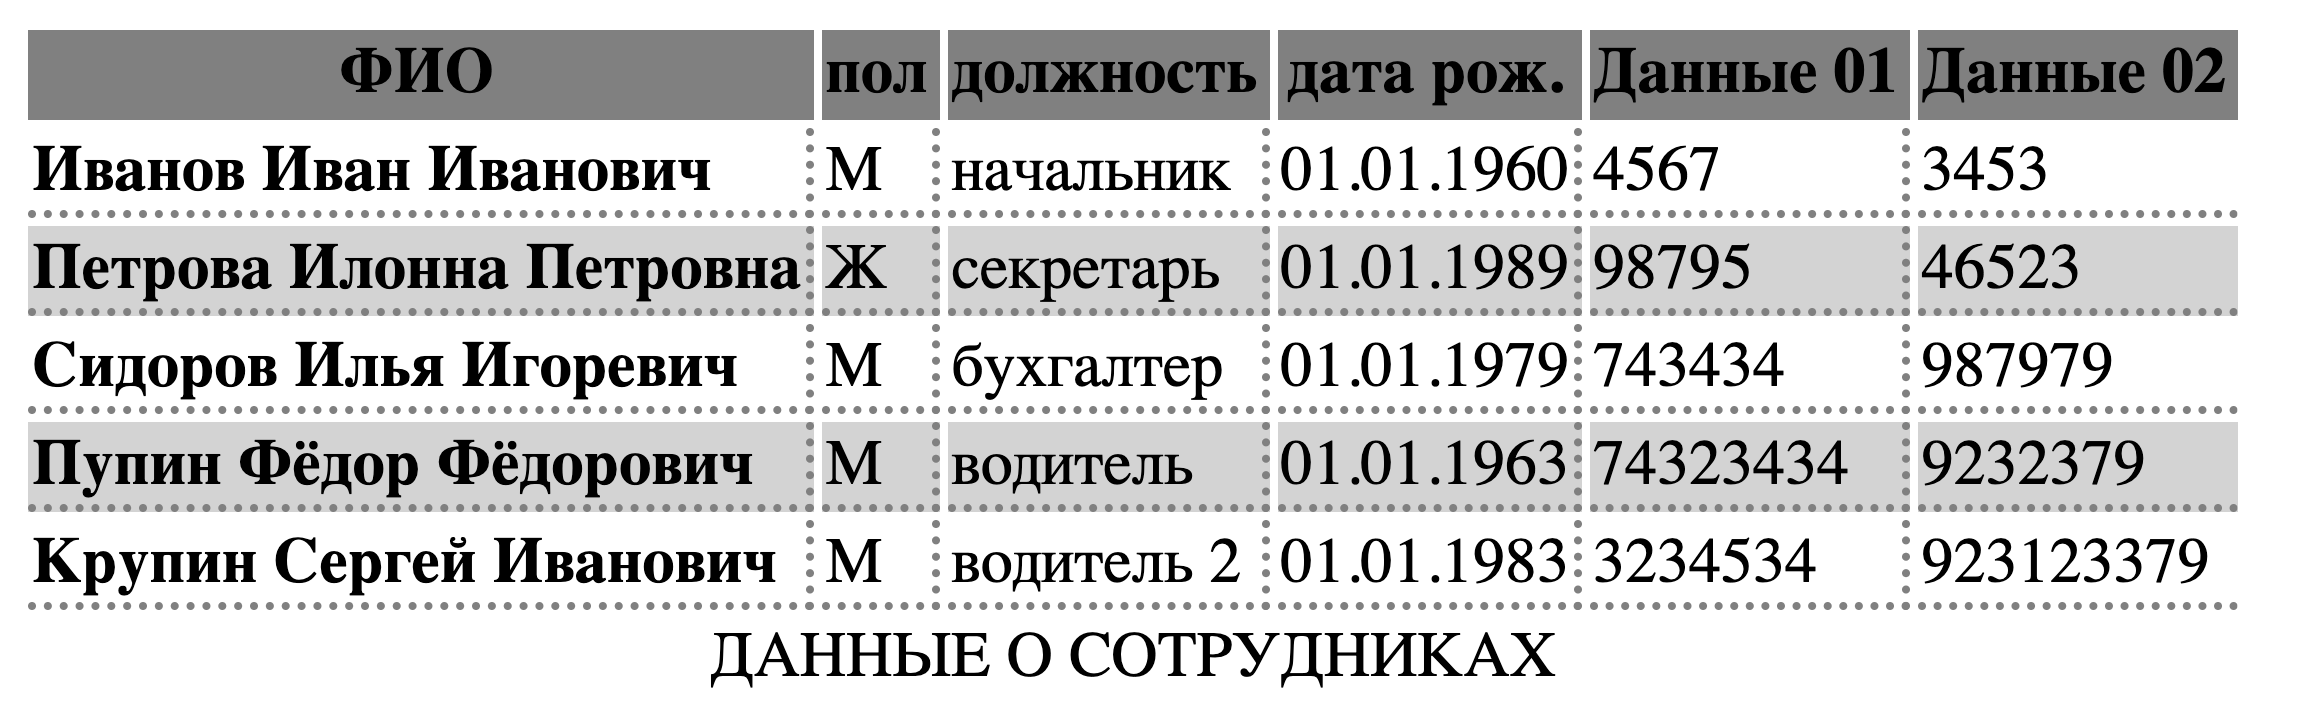 ФИО пол должность дата рож. Данные 01 Данные 02
Иванов Иван Иванович М начальник 01.01.1960 4567 3453
Петрова Илонна Петровна Ж секретарь 01.01.1989 98795 46523
Сидоров Илья Игоревич М бухгалтер 01.01.1979 743434 987979
Пупин Фёдор Фёдорович М водитель 01.01.1963 74323434 9232379
Крупин Сергей Иванович М водитель 2 01.01.1983 3234534 923123379
ДАННЫЕ О СОТРУДНИКАХ